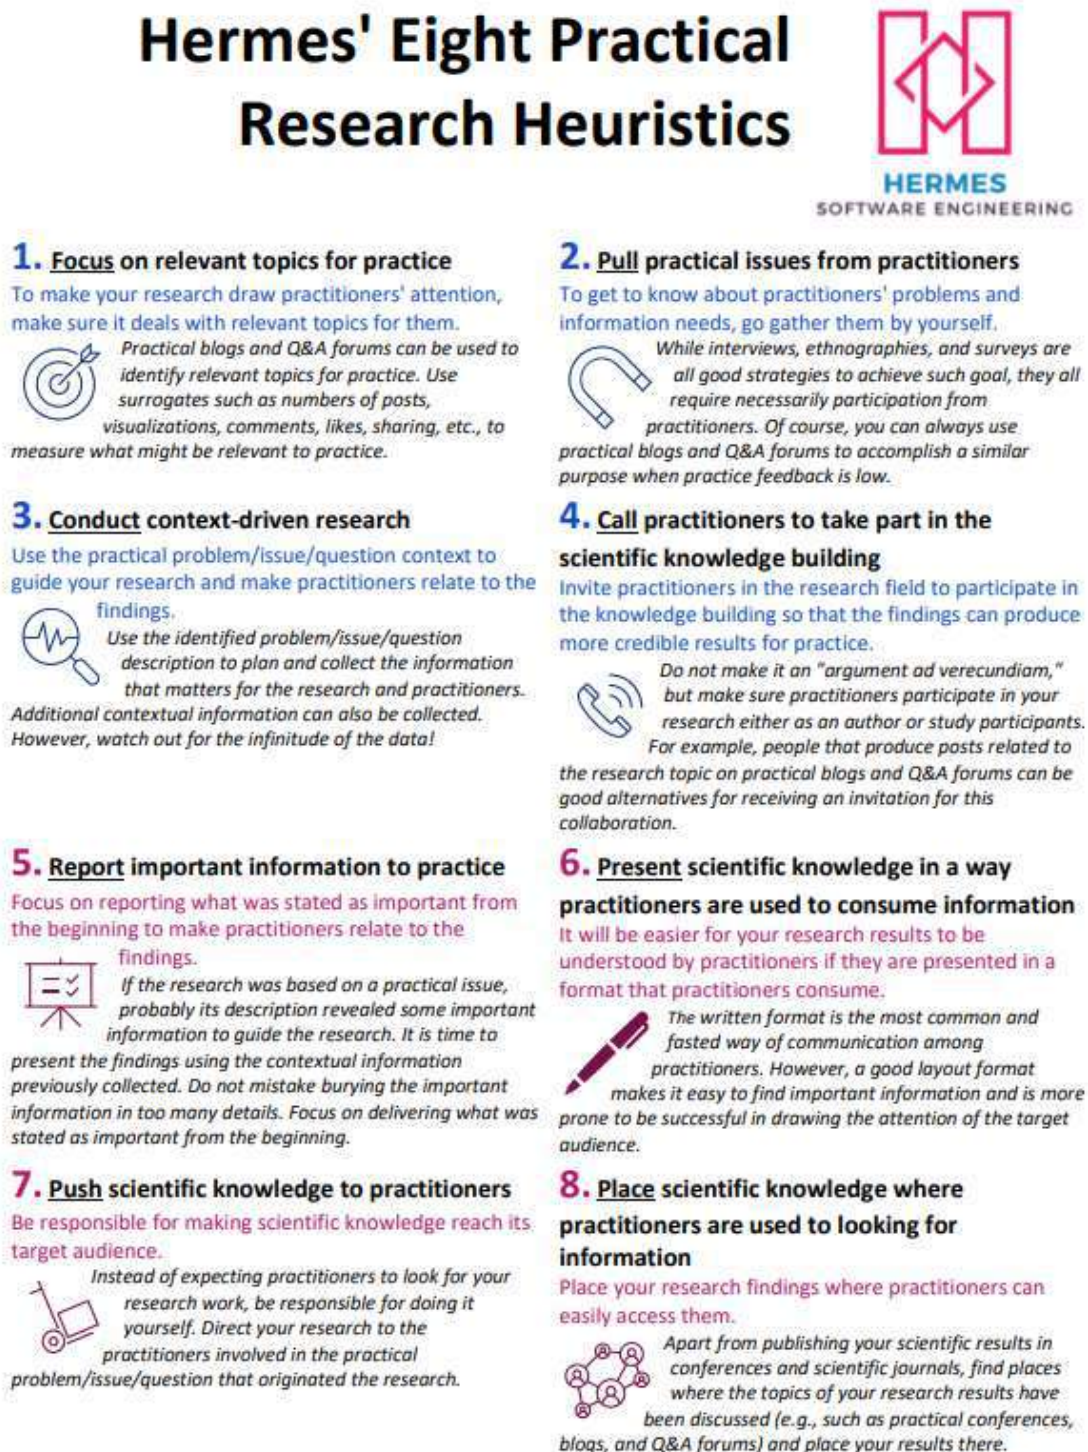 Hermes' Eight Practical
Research Heuristics
HERMES
SOFTWARE ENGINEERING
1. Focus on relevant topics for practice
To make your research draw practitioners' attention,
make sure it deals with relevant topics for them.
Practical blogs and Q&A forums can be used to
identify relevant topics for practice. Use
surrogates such as numbers of posts,
visualizations, comments, likes, sharing, etc., to
measure what might be relevant to practice.
2. Pull practical issues from practitioners
To get to know about practitioners' problems and
information needs, go gather them by yourself.
While interviews, ethnographies, and surveys are
all good strategies to achieve such goal, they all
require necessarily participation from
practitioners. Of course, you can always use
practical blogs and Q&A forums to accomplish a similar
purpose when practice feedback is low.
3. Conduct context-driven research
Use the practical problem/issue/question context to
guide your research and make practitioners relate to the
findings.
Use the identified problem/issue/question
description to plan and collect the information
that matters for the research and practitioners.
Additional contextual information can also be collected.
However, watch out for the infinitude of the data!
4. Call practitioners to take part in the
scientific knowledge building
Invite practitioners in the research field to participate in
the knowledge building so that the findings can produce
more credible results for practice.
Do not make it an "argument ad verecundiam,"
but make sure practitioners participate in your
research either as an author or study participants.
For example, people that produce posts related to
the research topic on practical blogs and Q&A forums can be
good alternatives for receiving an invitation for this
collaboration.
5. Report important information to practice
Focus on reporting what was stated as important from
the beginning to make practitioners relate to the
findings.
If the research was based on a practical issue,
probably its description revealed some important
information to guide the research. It is time to
present the findings using the contextual information
previously collected. Do not mistake burying the important
information in too many details. Focus on delivering what was
stated as important from the beginning.
6. Present scientific knowledge in a way
practitioners are used to consume information
It will be easier for your research results to be
understood by practitioners if they are presented in a
format that practitioners consume.
The written format is the most common and
fasted way of communication among
practitioners. However, a good layout format
makes it easy to find important information and is more
prone to be successful in drawing the attention of the target
audience.
7. Push scientific knowledge to practitioners
Be responsible for making scientific knowledge reach its
target audience.
Instead of expecting practitioners to look for your
research work, be responsible for doing it
yourself. Direct your research to the
practitioners involved in the practical
problem/issue/question that originated the research.
8. Place scientific knowledge where
practitioners are used to looking for
information
Place your research findings where practitioners can
easily access them.
Apart from publishing your scientific results in
conferences and scientific journals, find places
where the topics of your research results have
been discussed (e.g., such as practical conferences,
blogs, and Q&A forums) and place your results there.